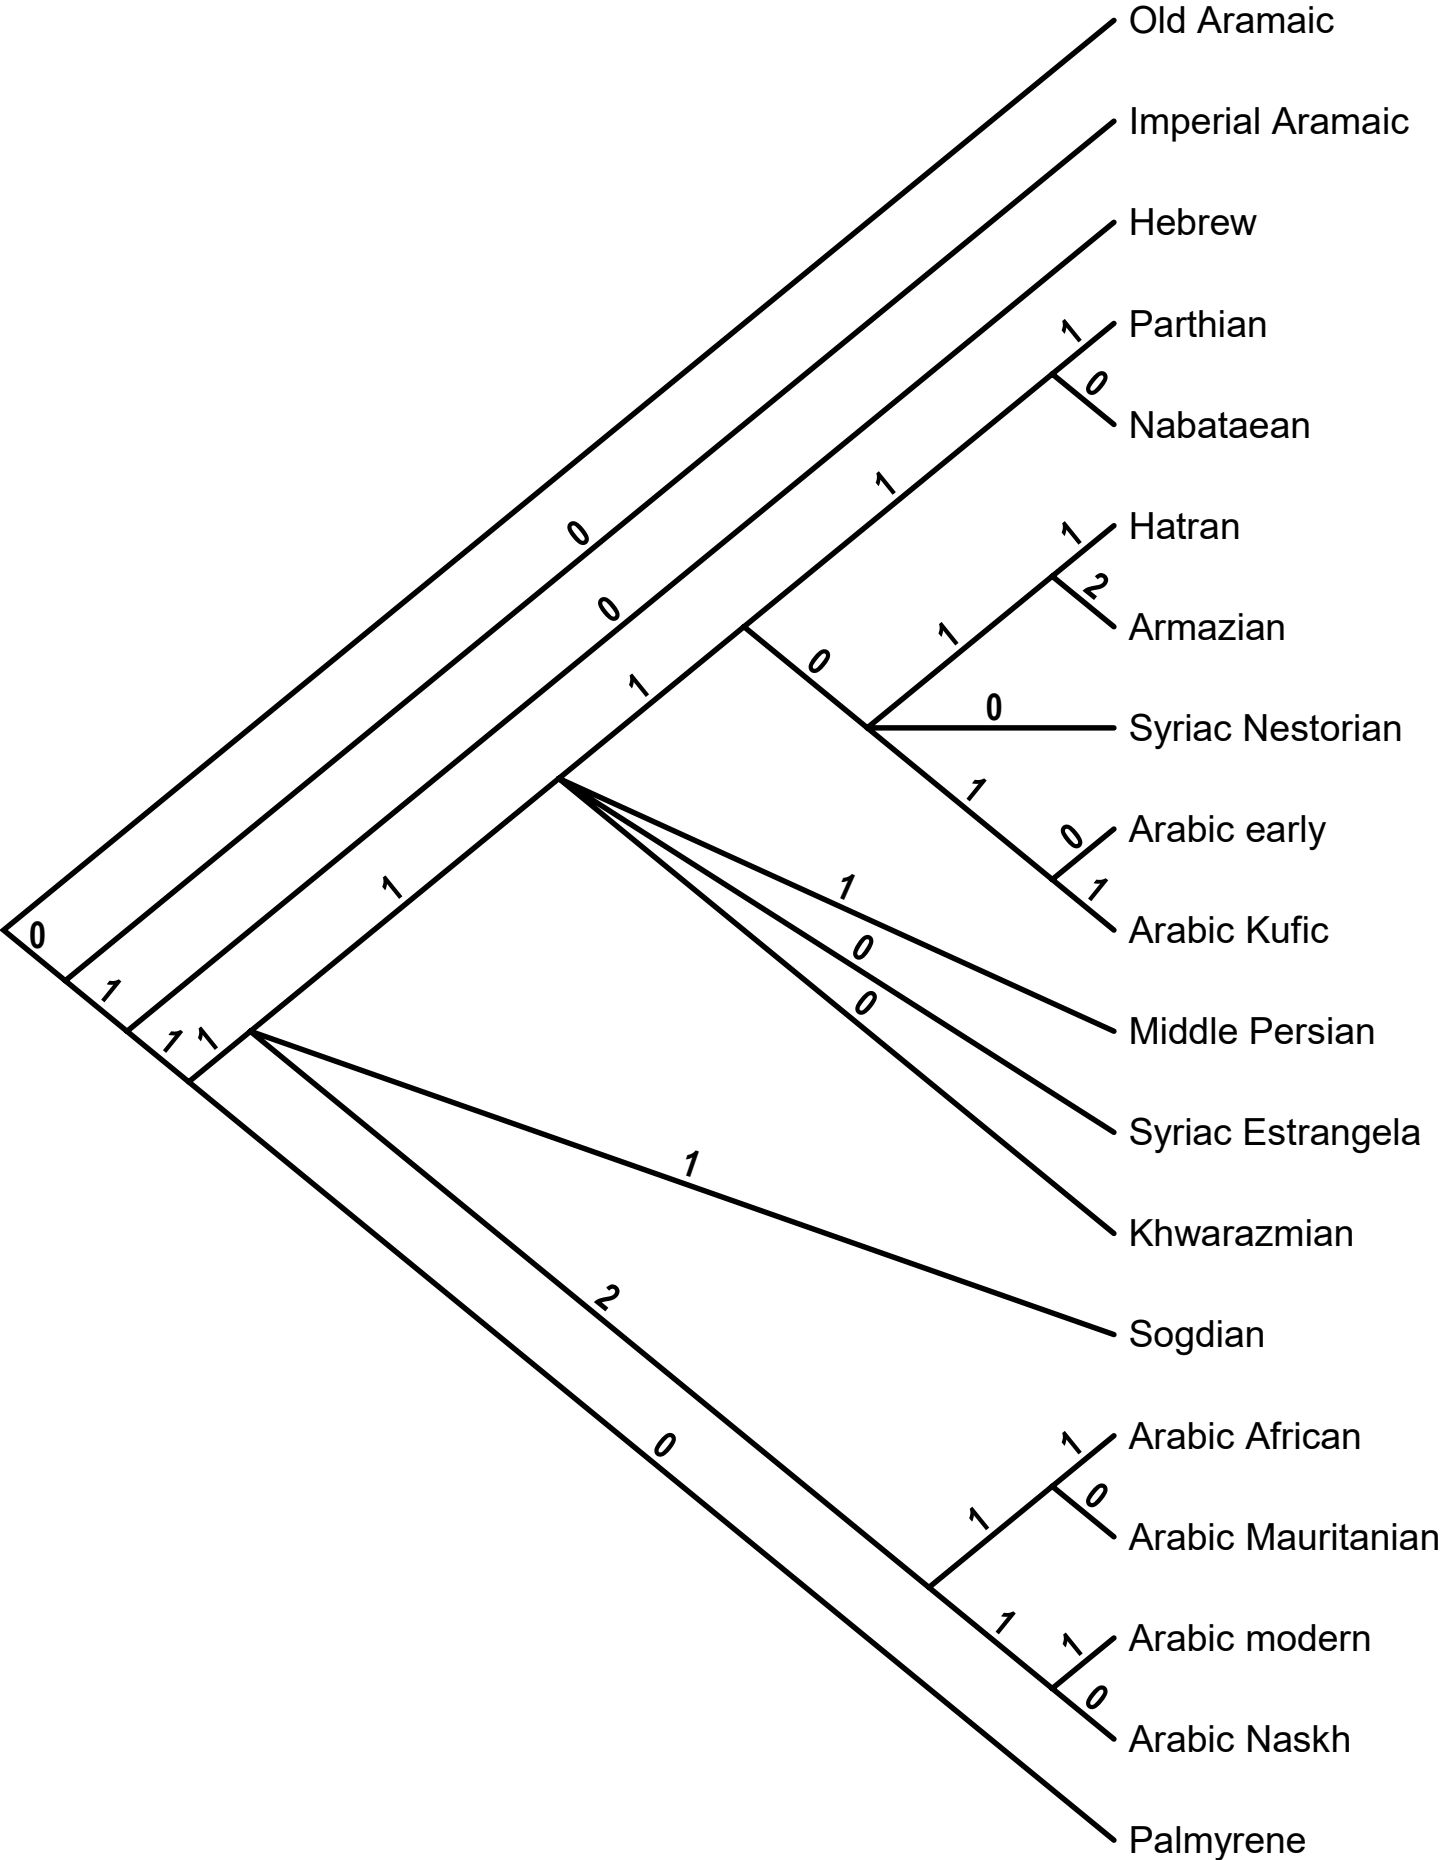 Old Aramaic
Imperial Aramaic
Hebrew
1 Parthian
0
Nabataean
1
1 Hatran
0
2
Armazian
0
1
0
1
0
Syriac Nestorian
1
1
0 Arabic early
1
1
Arabic Kufic
0
1
0
0
1
1 1
Middle Persian
Syriac Estrangela
1
Khwarazmian
2
Sogdian
0
1 Arabic African
0
1
Arabic Mauritanian
1
1 Arabic modern
0
Arabic Naskh
Palmyrene